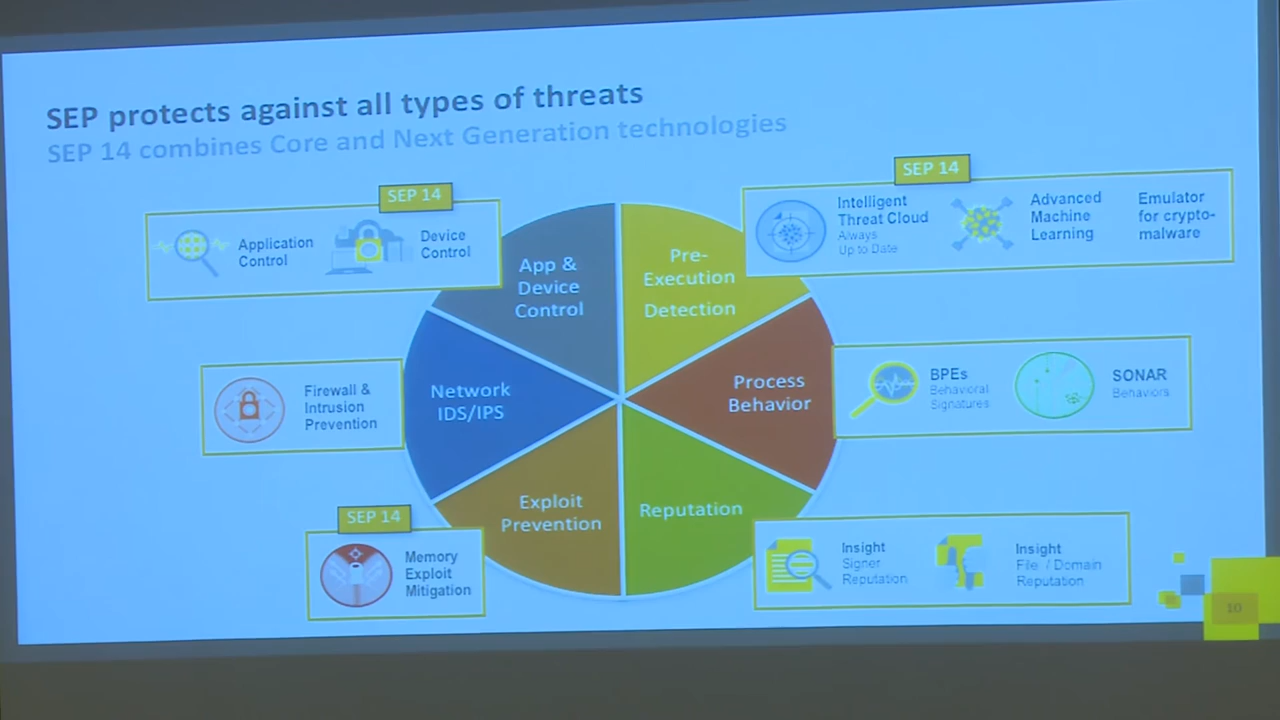 SEP protects against all types of threats
SEP 14 combines Core and Next Generation technologies
SEP 14
Application
Control
Device
Control
SEP 14
Intelligent
Threat Cloud
Always
Up to Date
Advanced
Machine
Learning
Emulator
for crypto-
malware
App &
Device
Control
Pre-
Execution
Detection
Firewall &
Intrusion
Prevention
Network
IDS/IPS
Process
Behavior
BPEs
Behavioral
Signatures
SONAR
Behaviors
SEP 14
Memory
Exploit
Mitigation
Exploit
Prevention
Reputation
Insight
Signer
Reputation
Insight
File / Domain
Reputation
10